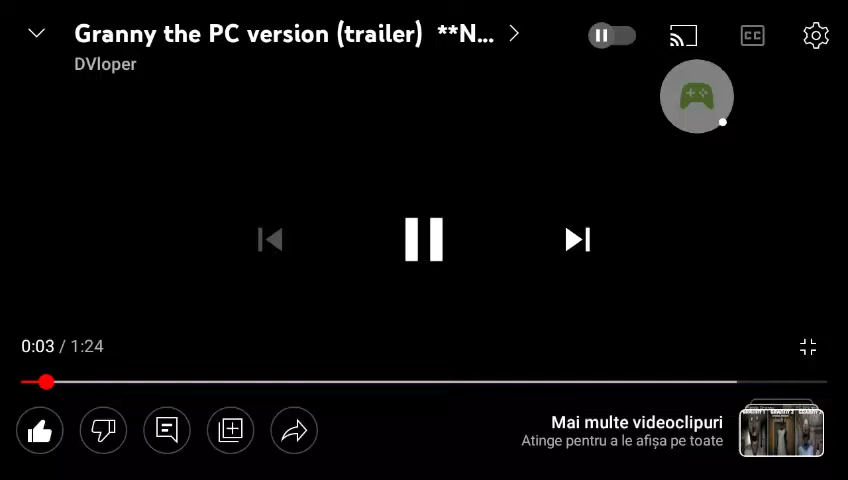 Granny the PC version (trailer) **N...
DVloper
CC
0:03 / 1:24
Mai multe videoclipuri
Atinge pentru a le afișa pe toate